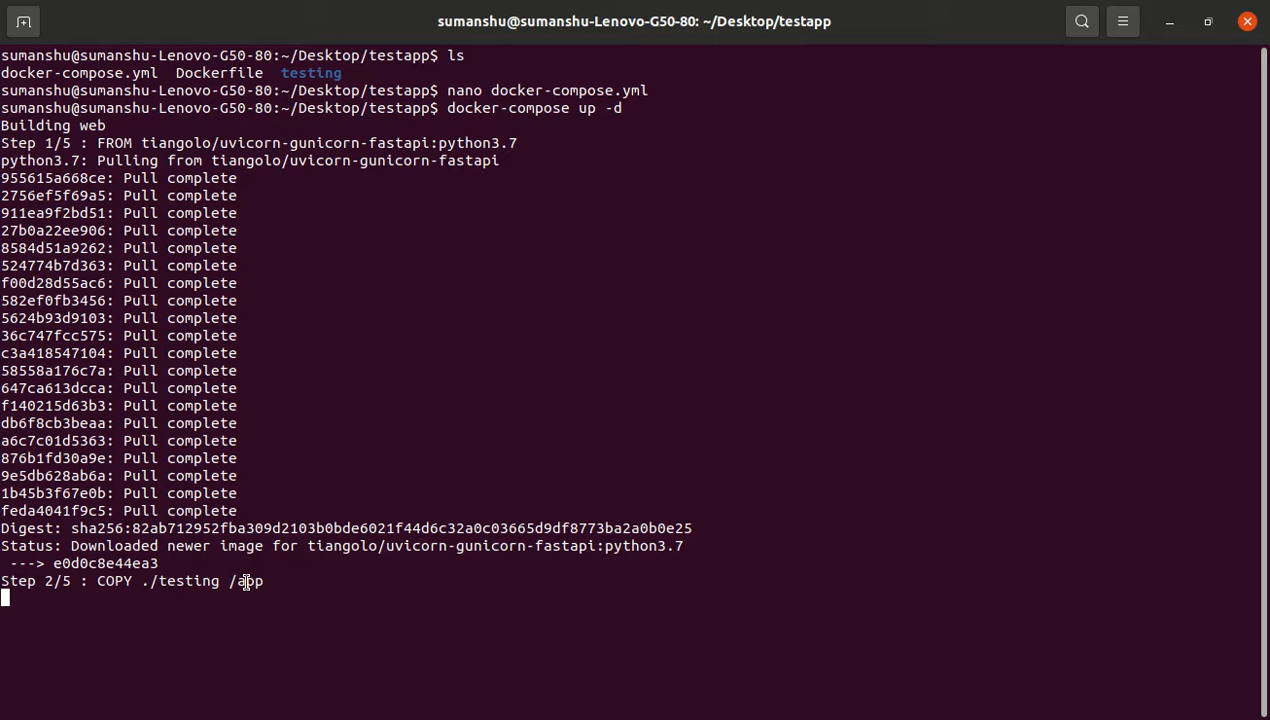 sumanshu@sumanshu-Lenovo-G50-80: ~/Desktop/testapp
sumanshu@sumanshu-Lenovo-G50-80:~/Desktop/testapp$ ls
docker-compose.yml  Dockerfile  testing
sumanshu@sumanshu-Lenovo-G50-80:~/Desktop/testapp$ nano docker-compose.yml
sumanshu@sumanshu-Lenovo-G50-80:~/Desktop/testapp$ docker-compose up -d
Building web
Step 1/5 : FROM tiangolo/uvicorn-gunicorn-fastapi:python3.7
python3.7: Pulling from tiangolo/uvicorn-gunicorn-fastapi
955615a668ce: Pull complete
2756ef5f69a5: Pull complete
911ea9f2bd51: Pull complete
27b0a22ee906: Pull complete
8584d51a9262: Pull complete
524774b7d363: Pull complete
f00d28d55ac6: Pull complete
582ef0fb3456: Pull complete
5624b93d9103: Pull complete
36c747fcc575: Pull complete
c3a418547104: Pull complete
58558a176c7a: Pull complete
647ca613dcca: Pull complete
f140215d63b3: Pull complete
db6f8cb3beaa: Pull complete
a6c7c01d5363: Pull complete
876b1fd30a9e: Pull complete
9e5db628ab6a: Pull complete
1b45b3f67e0b: Pull complete
feda4041f9c5: Pull complete
Digest: sha256:82ab712952fba309d2103b0bde6021f44d6c32a0c03665d9df8773ba2a0b0e25
Status: Downloaded newer image for tiangolo/uvicorn-gunicorn-fastapi:python3.7
 ---> e0d0c8e44ea3
Step 2/5 : COPY ./testing /app